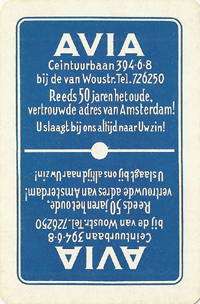 AVIA
Ceintuurbaan 394-6-8
bij de van Woustr. Tel. 726250
Reeds 50 jaren het oude,
vertrouwde adres van Amsterdam!
U slaagt bij ons altijd naar Uw zin!
U slaagt bij ons altijd naar Uw zin!
vertrouwde adres van Amsterdam!
Reeds 50 jaren het oude,
bij de van Woustr. Tel. 726250
Ceintuurbaan 394-6-8
AVIA